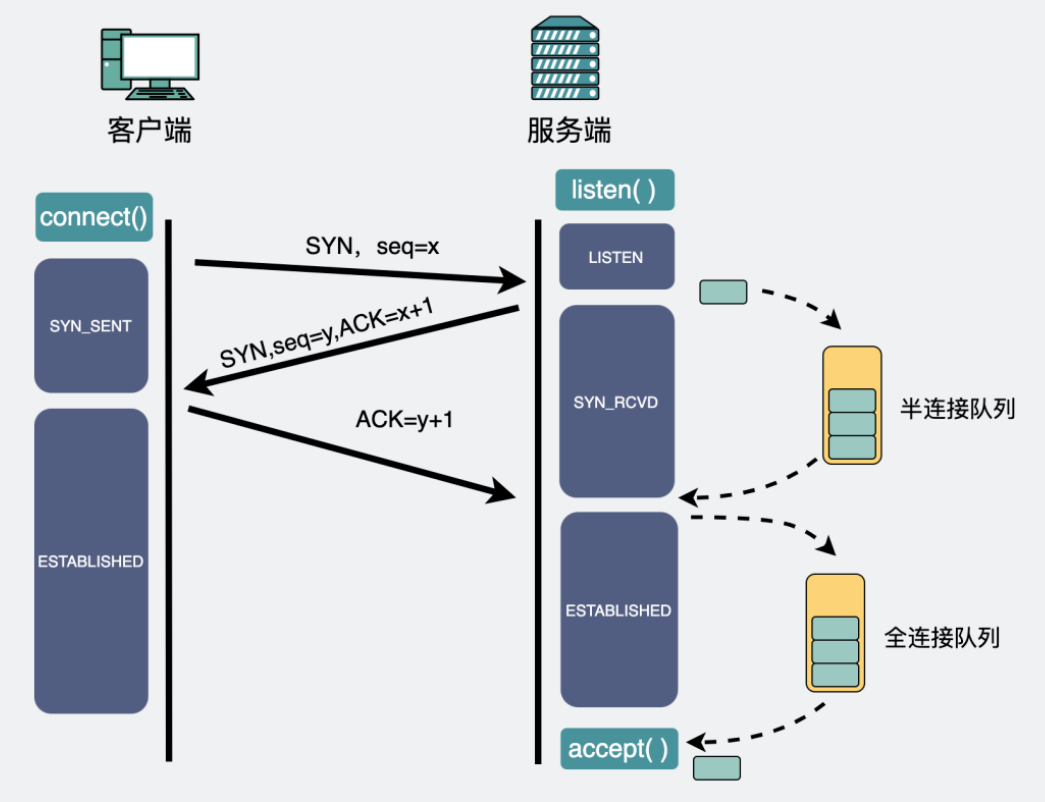 客户端
服务端
listen( )
connect()
SYN，seq=x
LISTEN
SYN_SENT
SYN,seq=y,ACK=x+1
SYN_RCVD
半连接队列
ACK=y+1
ESTABLISHED
ESTABLISHED
全连接队列
accept( )